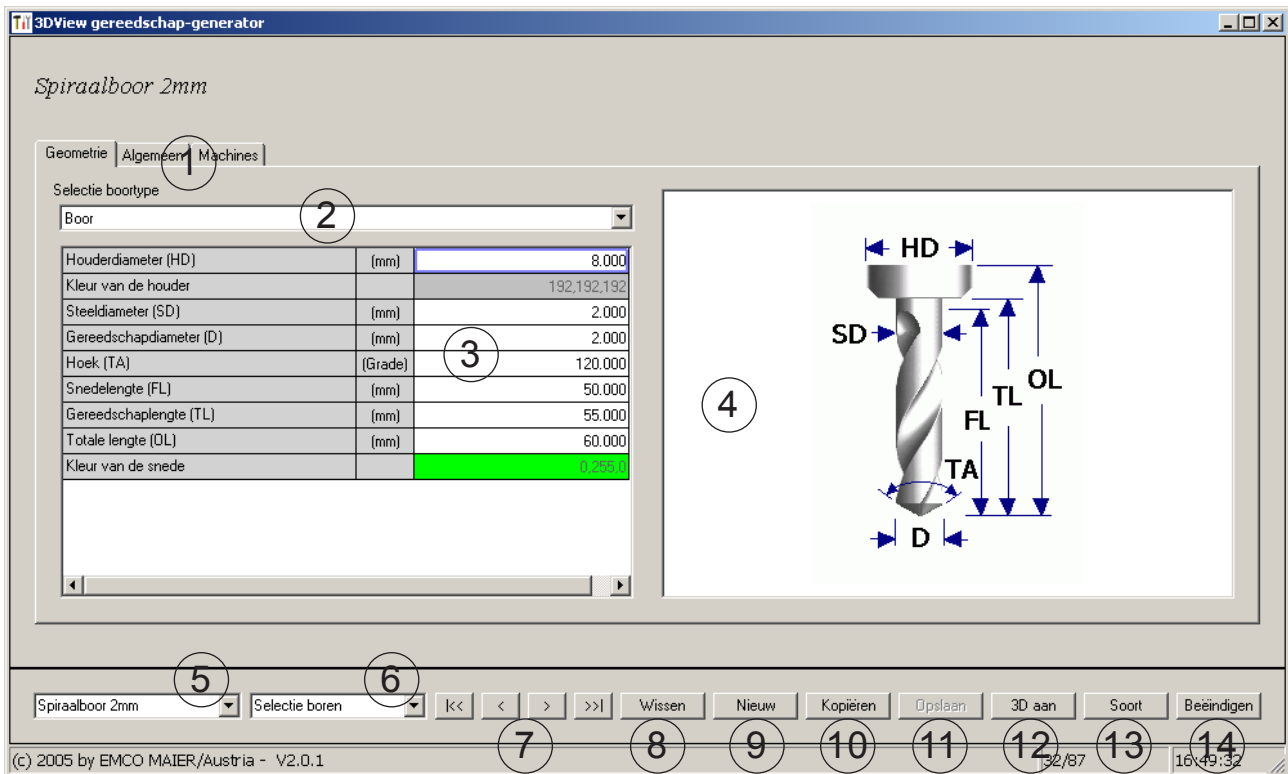 3DView gereedschap-generator
Spiraalboor 2mm
Geometrie Algemeen Machines
1
Selectie boortype
Boor
2
Houderdiameter (HD) (mm) 8.000
Kleur van de houder 192,192,192
Steeldiameter (SD) (mm) 2.000
Gereedschapdiameter (D) (mm) 2.000
Hoek (TA) (Grade) 120.000
Snedelengte (FL) (mm) 50.000
Gereedschaplengte (TL) (mm) 55.000
Totale lengte (OL) (mm) 60.000
Kleur van de snede 0,255,0
3
4
HD
SD
OL
TL
FL
TA
D
5 6
Spiraalboor 2mm Selectie boren |<< < > >>| Wissen Nieuw Kopiëren Opslaan 3D aan Soort Beëindigen
7 8 9 10 11 12 13 14
(c) 2005 by EMCO MAIER/Austria - V2.0.1 32/87 16:49:32